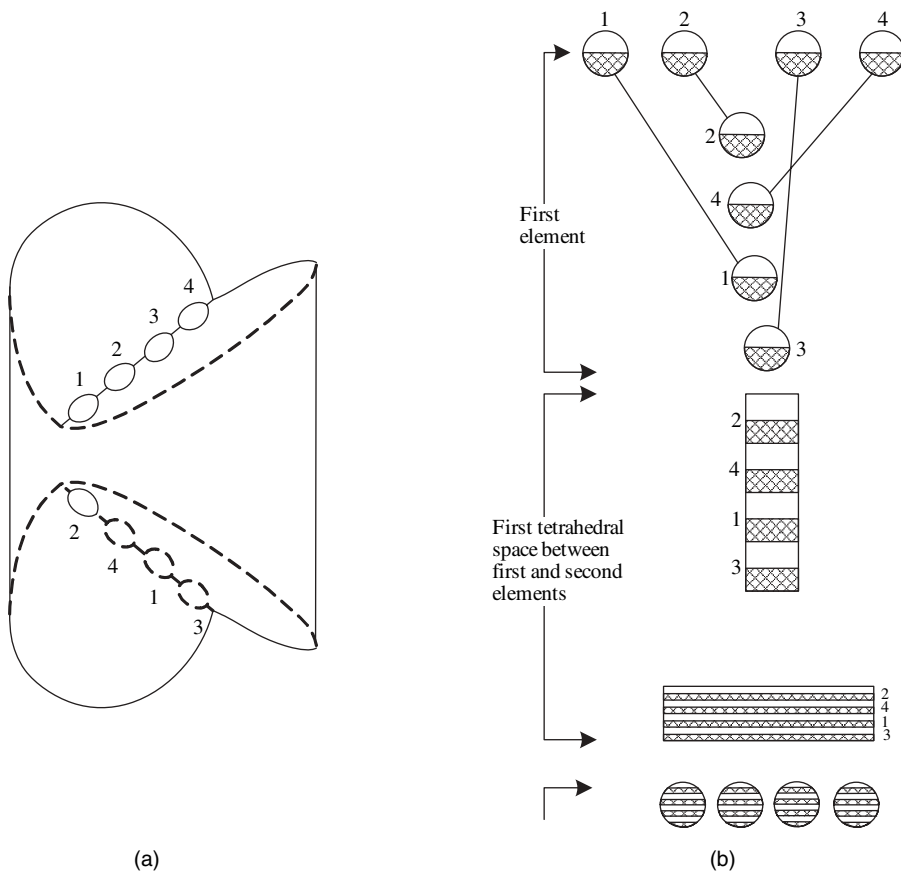 1 2 3 4
2
First
element
4
1
3
4
3
2
1
2
4
1
3
2
4
1
3
First tetrahedral
space between
first and second
elements
2
4
1
3
(a)
(b)